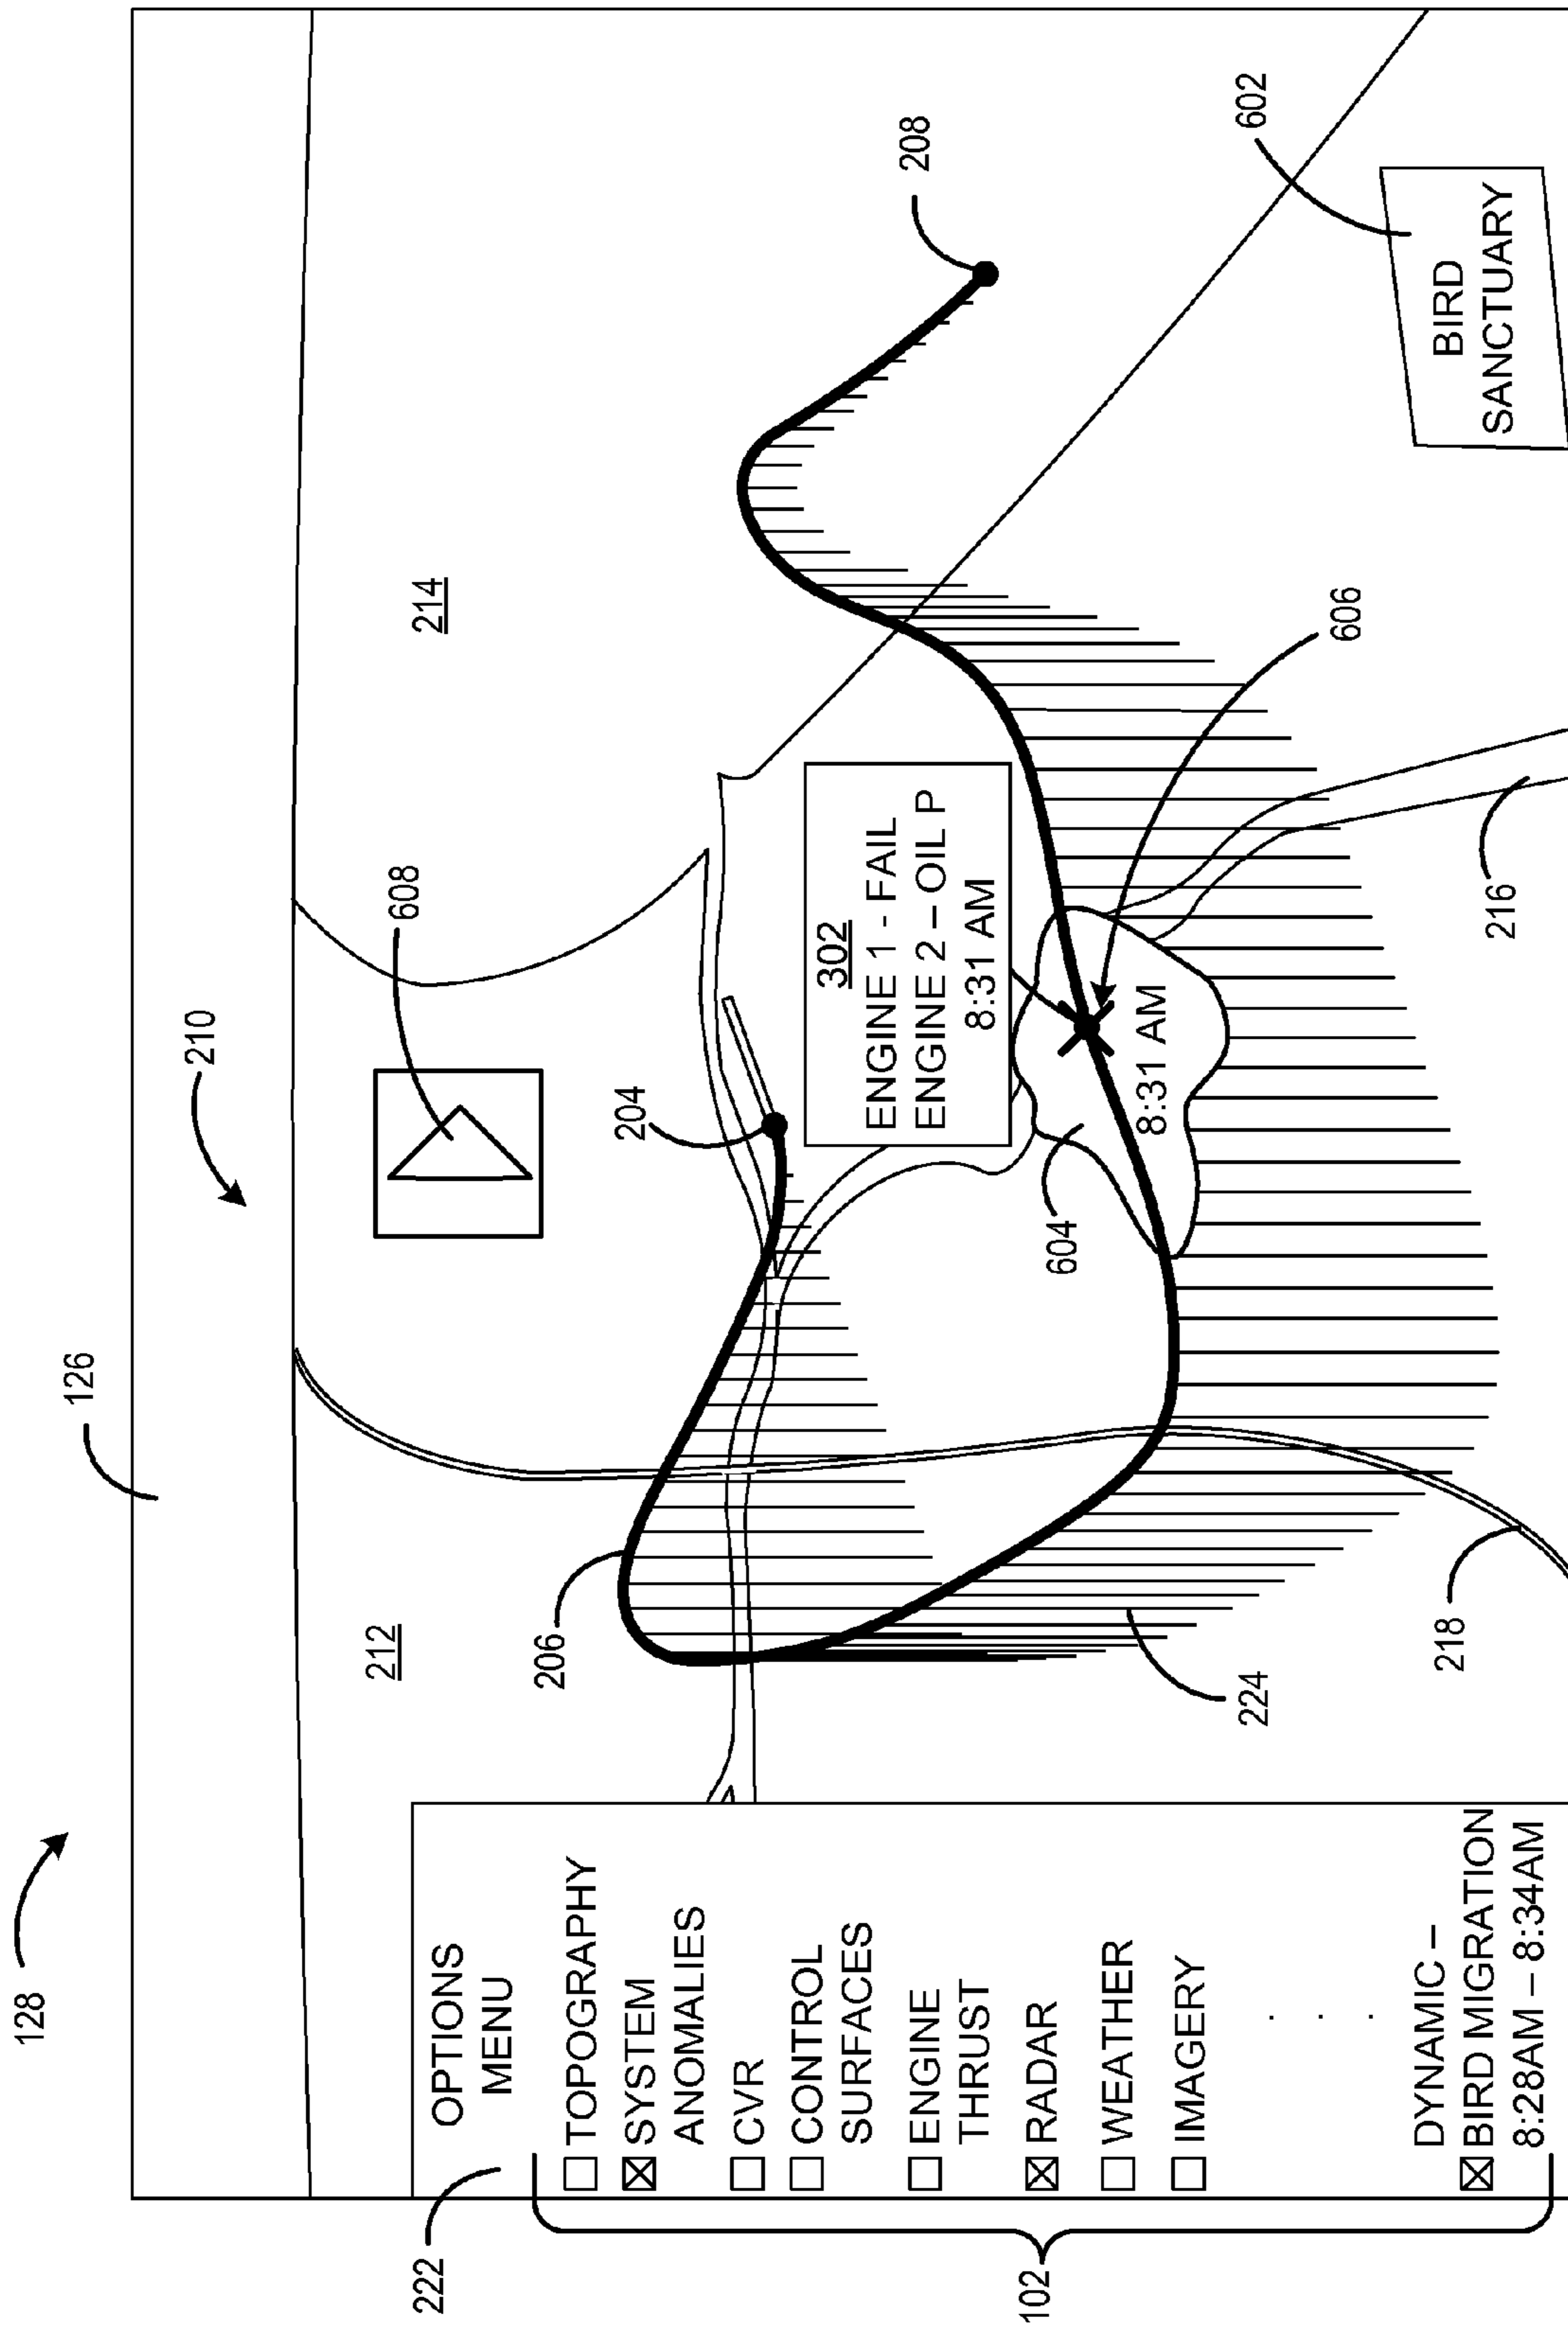 128
126
210
222
OPTIONS
MENU
TOPOGRAPHY
SYSTEM
ANOMALIES
CVR
CONTROL
SURFACES
ENGINE
THRUST
RADAR
WEATHER
IMAGERY
.
.
.
DYNAMIC –
BIRD MIGRATION
8:28AM – 8:34AM
102
212
206
224
218
608
204
604
302
ENGINE 1 - FAIL
ENGINE 2 – OIL P
8:31 AM
8:31 AM
214
216
606
208
602
BIRD
SANCTUARY